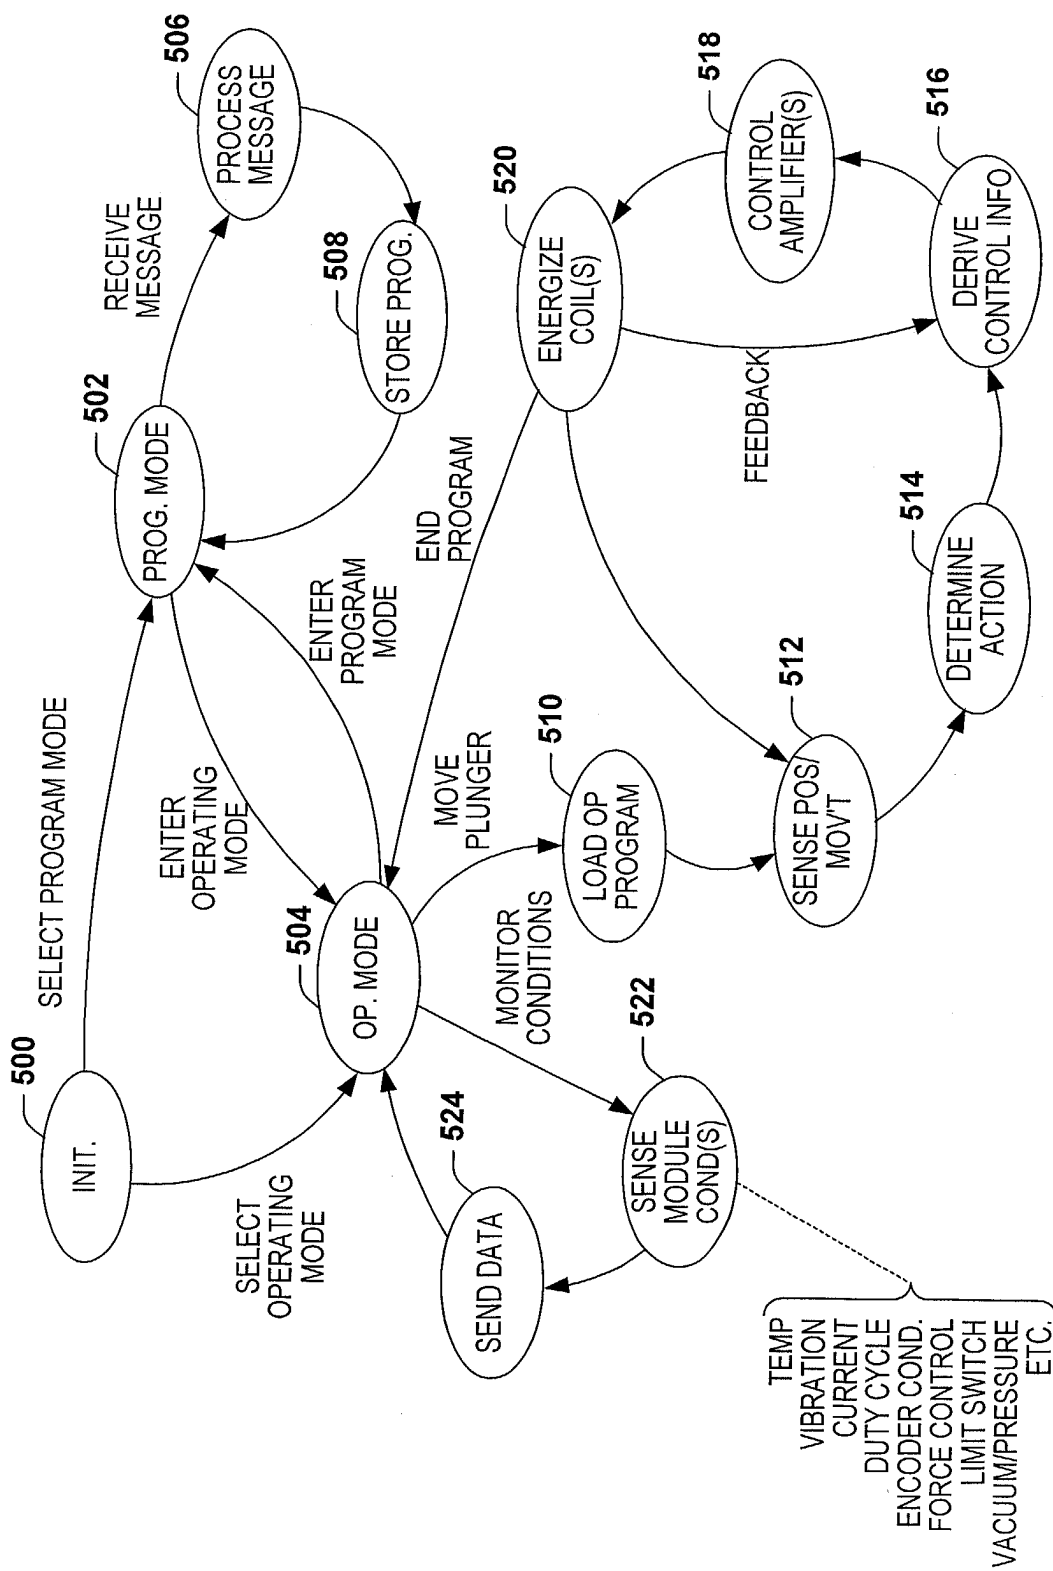 500
INIT.
SELECT PROGRAM MODE
502
PROG. MODE
RECEIVE
MESSAGE
506
PROCESS
MESSAGE
508
STORE PROG.
SELECT
OPERATING
MODE
ENTER
OPERATING
MODE
ENTER
PROGRAM
MODE
504
OP. MODE
END
PROGRAM
MOVE
PLUNGER
510
LOAD OP
PROGRAM
MONITOR
CONDITIONS
524
SEND DATA
522
SENSE
MODULE
COND(S)
520
ENERGIZE
COIL(S)
518
CONTROL
AMPLIFIER(S)
FEEDBACK
516
DERIVE
CONTROL INFO
514
DETERMINE
ACTION
512
SENSE POS/
MOV'T
TEMP
VIBRATION
CURRENT
DUTY CYCLE
ENCODER COND.
FORCE CONTROL
LIMIT SWITCH
VACUUM/PRESSURE
ETC.